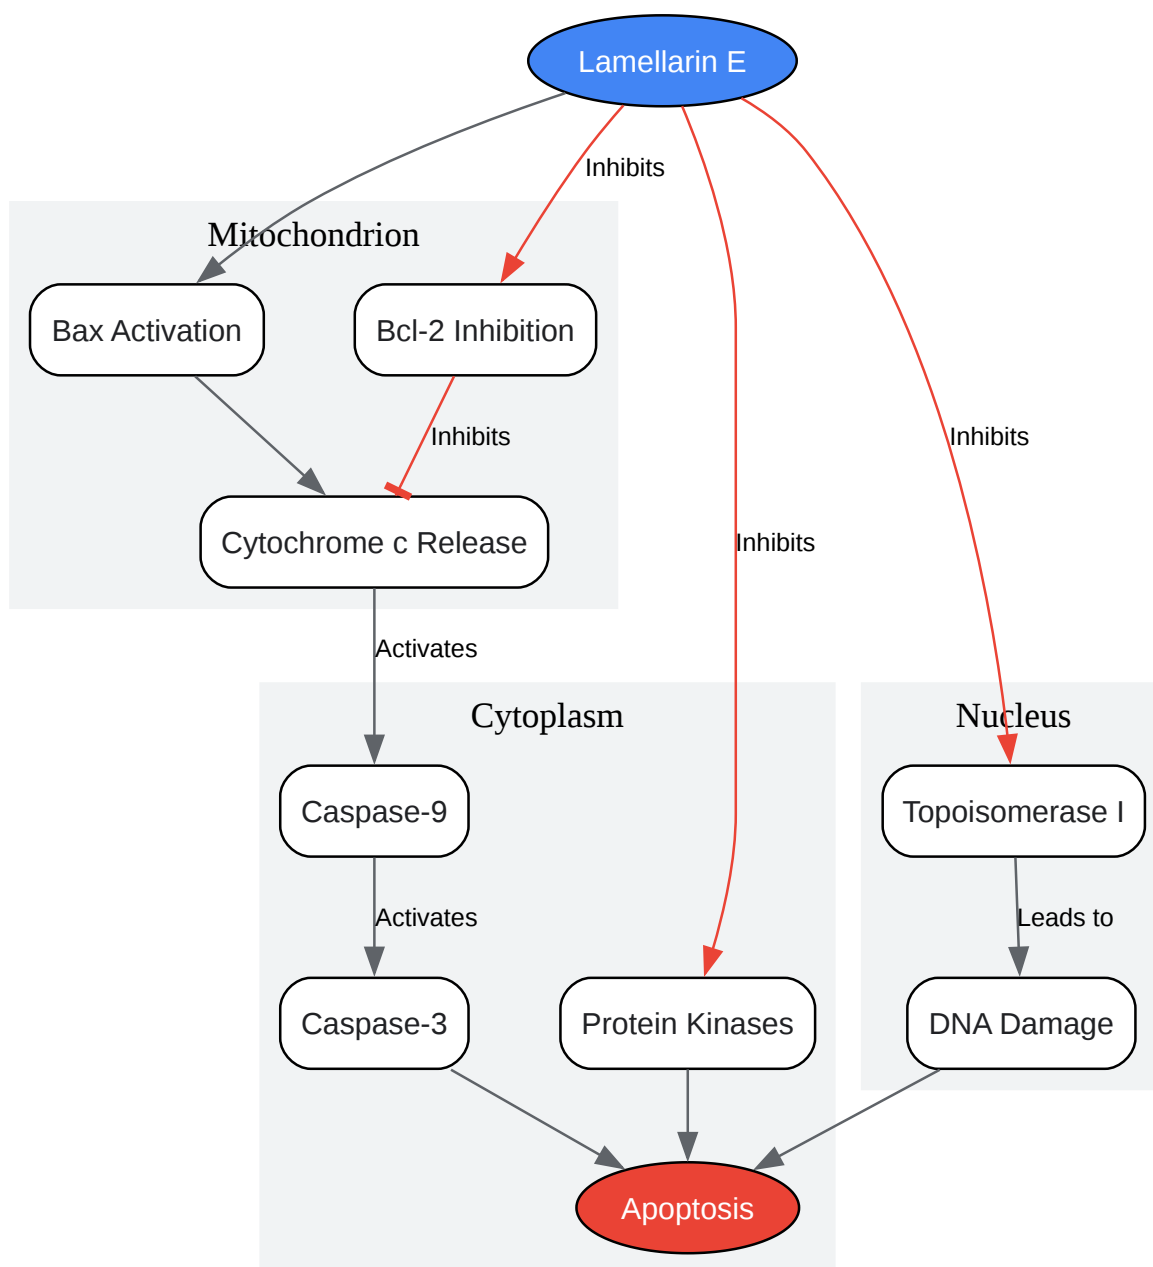 Lamellarin E
Inhibits
Mitochondrion
Bax Activation
Bcl-2 Inhibition
Inhibits
Inhibits
Cytochrome c Release
Inhibits
Activates
Cytoplasm
Nucleus
Caspase-9
Topoisomerase I
Activates
Leads to
Caspase-3
Protein Kinases
DNA Damage
Apoptosis